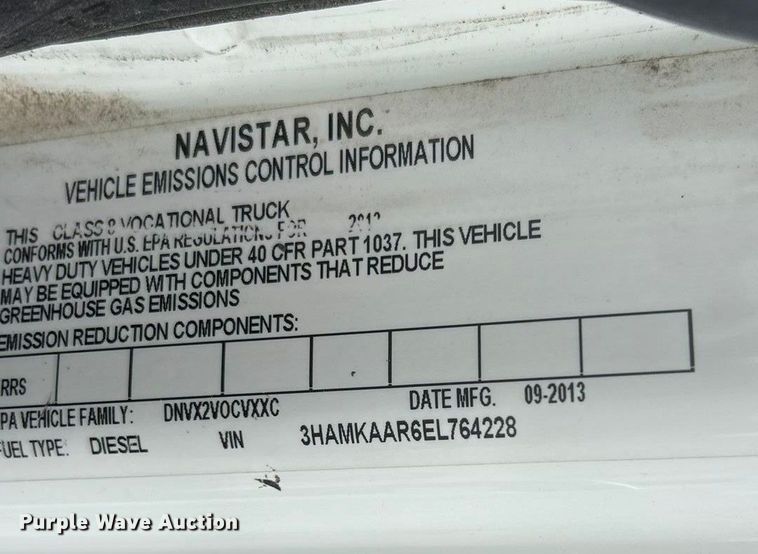 NAVISTAR, INC.
VEHICLE EMISSIONS CONTROL INFORMATION
THIS CLASS 8 VOCATIONAL TRUCK
CONFORMS WITH U.S. EPA REGULATIONS FOR
HEAVY DUTY VEHICLES UNDER 40 CFR PART 1037. THIS VEHICLE
MAY BE EQUIPPED WITH COMPONENTS THAT REDUCE
GREENHOUSE GAS EMISSIONS
EMISSION REDUCTION COMPONENTS:
RRS
PA VEHICLE FAMILY: DNVX2VOCVXXC DATE MFG. 09-2013
FUEL TYPE: DIESEL VIN 3HAMKAAR6EL764228
Purple Wave Auction